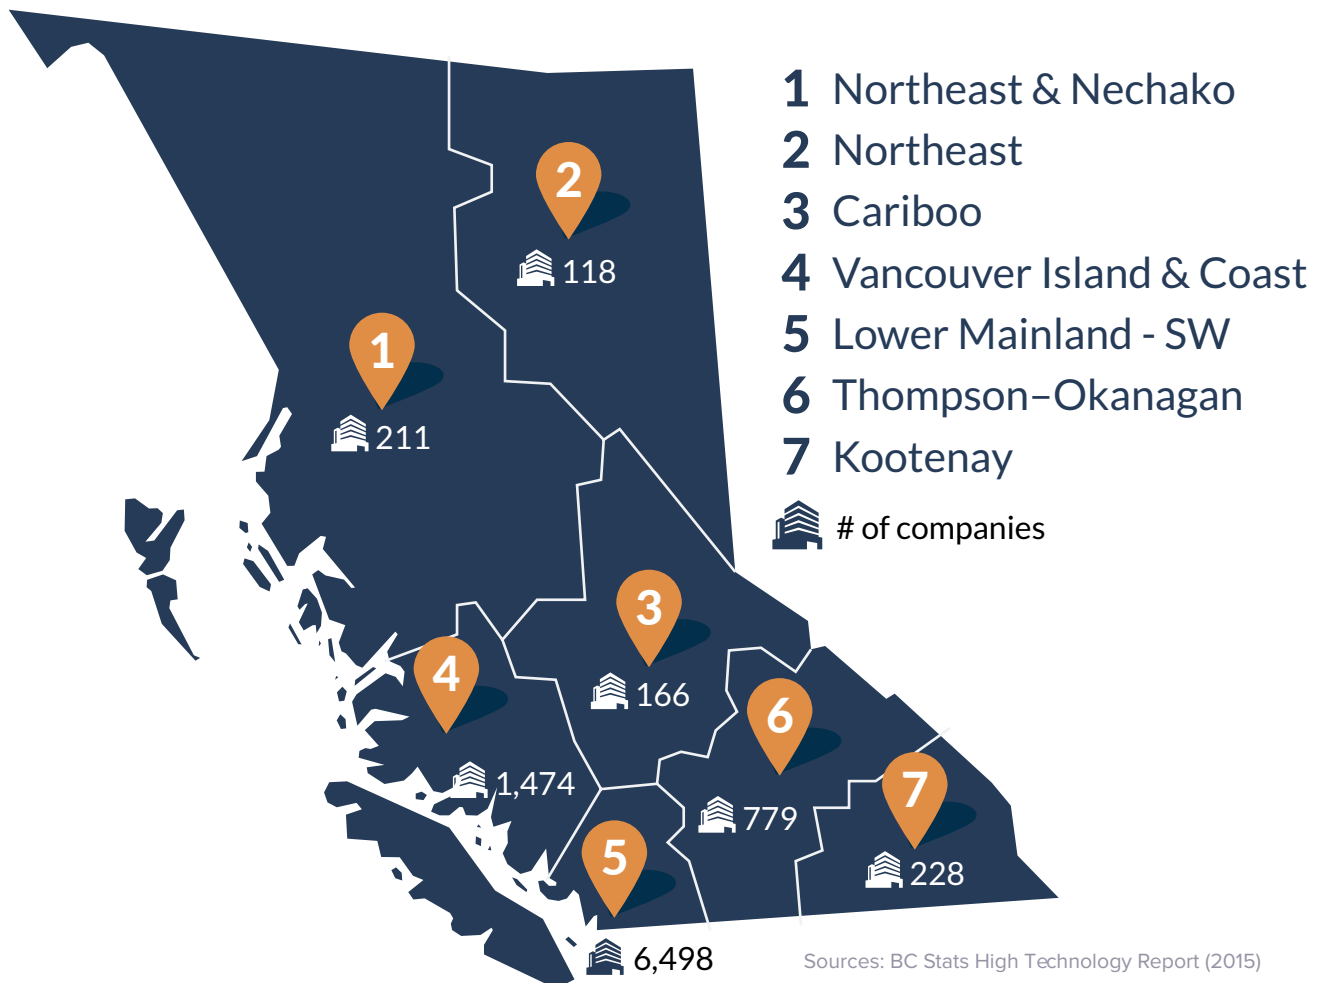 1 Northeast & Nechako
2 Northeast
3 Cariboo
4 Vancouver Island & Coast
5 Lower Mainland - SW
6 Thompson–Okanagan
7 Kootenay
# of companies
2
118
1
211
3
166
4
1,474
6
779
7
228
5
6,498
Sources: BC Stats High Technology Report (2015)